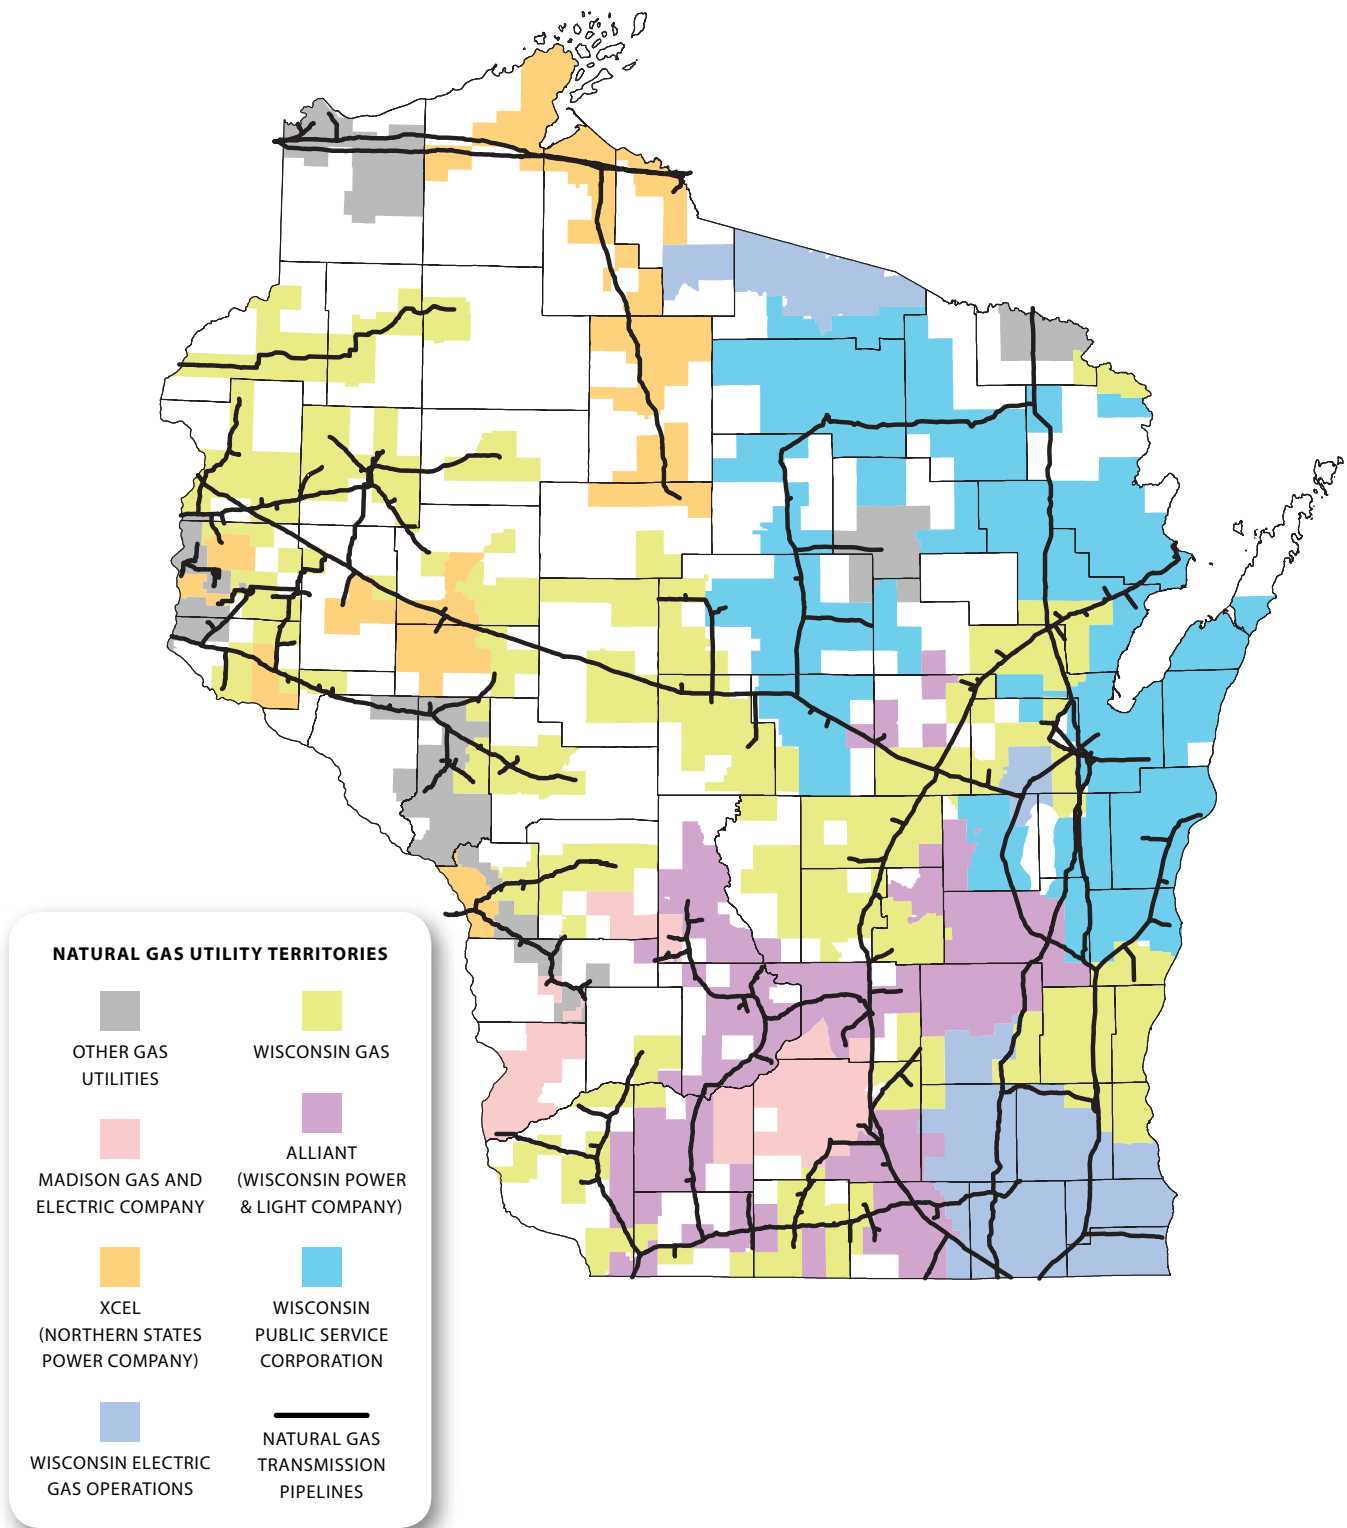 NATURAL GAS UTILITY TERRITORIES
OTHER GAS
UTILITIES
WISCONSIN GAS
MADISON GAS AND
ELECTRIC COMPANY
ALLIANT
(WISCONSIN POWER
& LIGHT COMPANY)
XCEL
(NORTHERN STATES
POWER COMPANY)
WISCONSIN
PUBLIC SERVICE
CORPORATION
WISCONSIN ELECTRIC
GAS OPERATIONS
NATURAL GAS
TRANSMISSION
PIPELINES